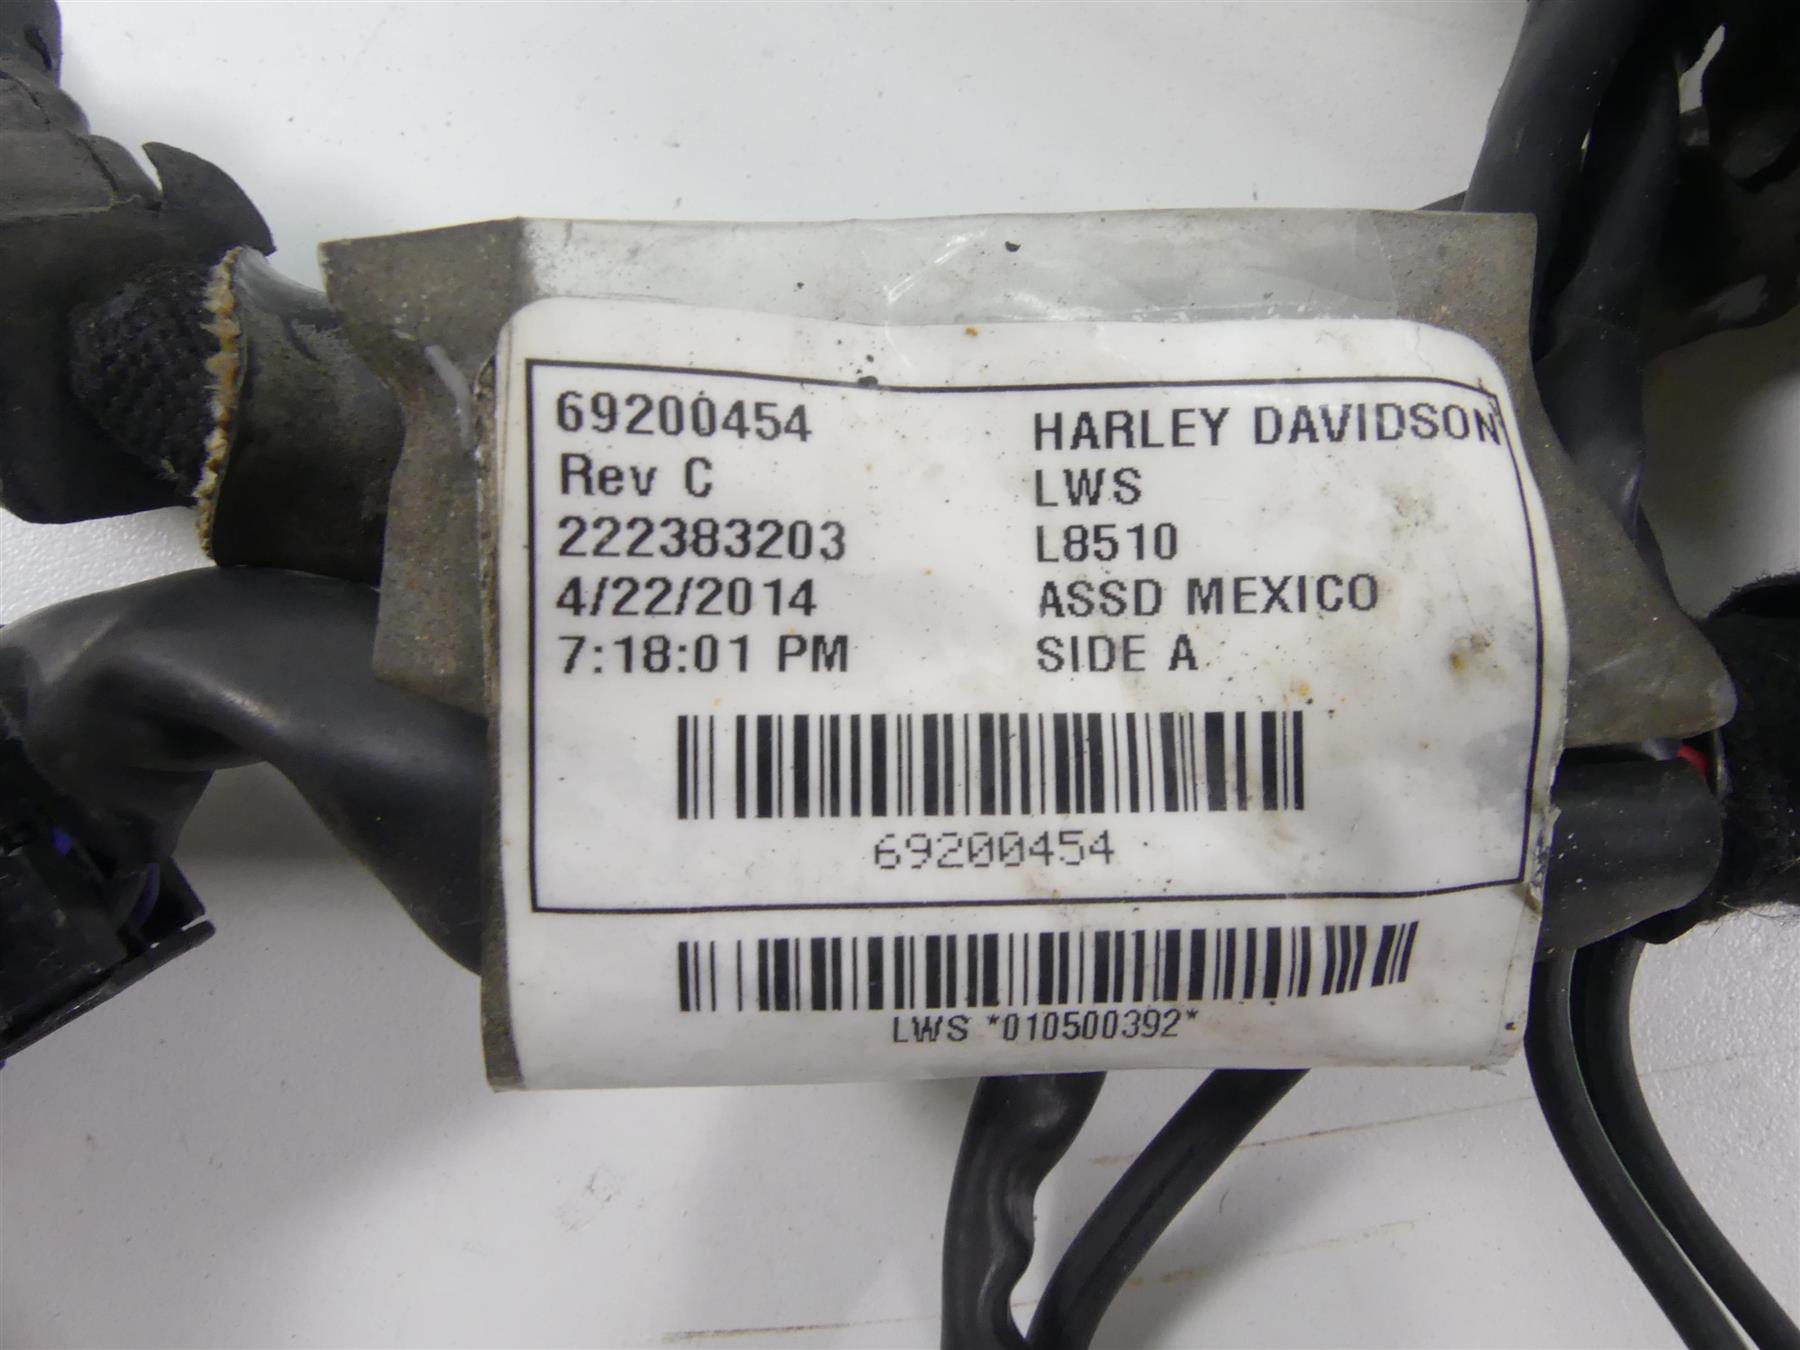 69200454 HARLEY DAVIDSON
Rev C LWS
222383203 L8510
4/22/2014 ASSD MEXICO
7:18:01 PM SIDE A
69200454
LWS *010500392*